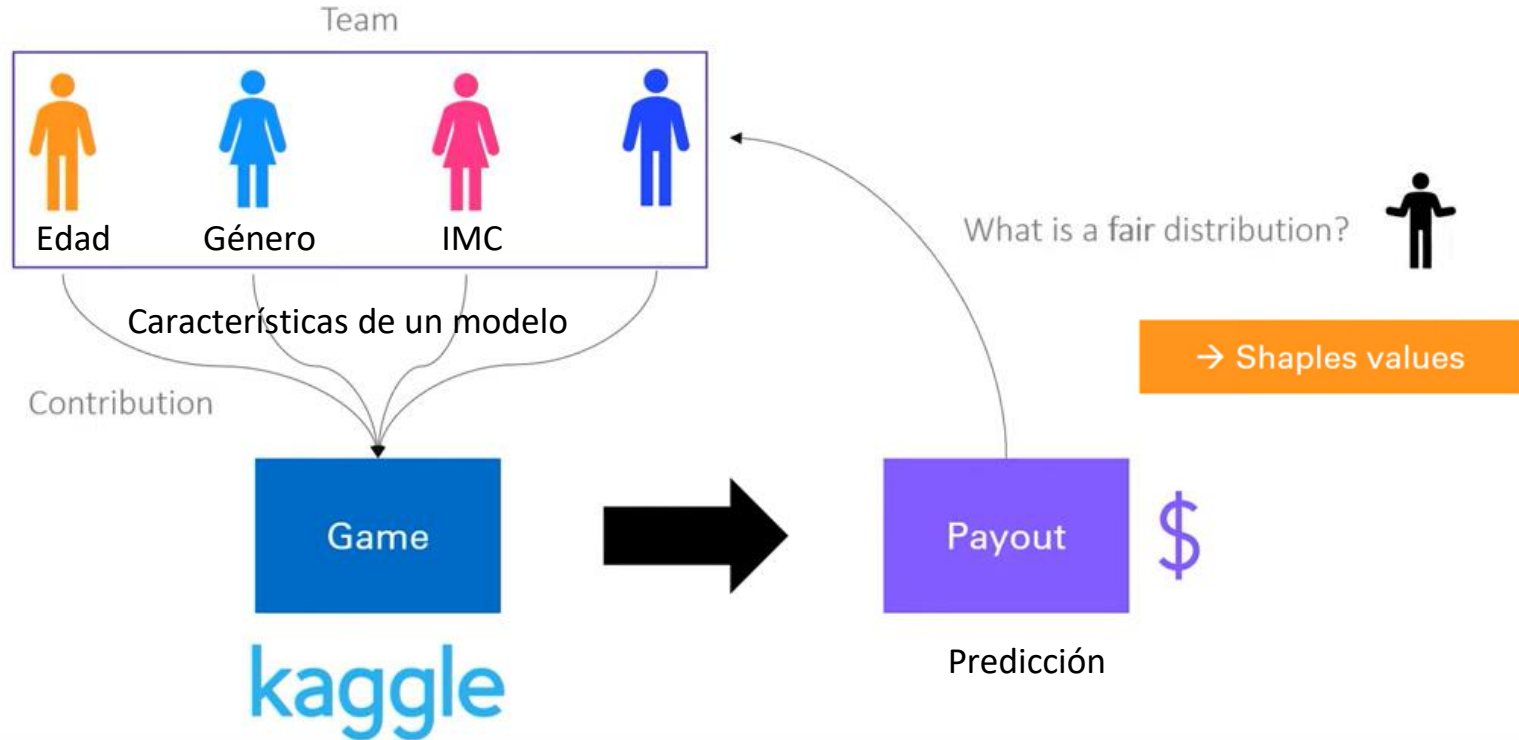 Team
Edad
Género
IMC
Características de un modelo
Contribution
Game
kaggle
Payout
$
Predicción
What is a fair distribution?
→ Shaples values